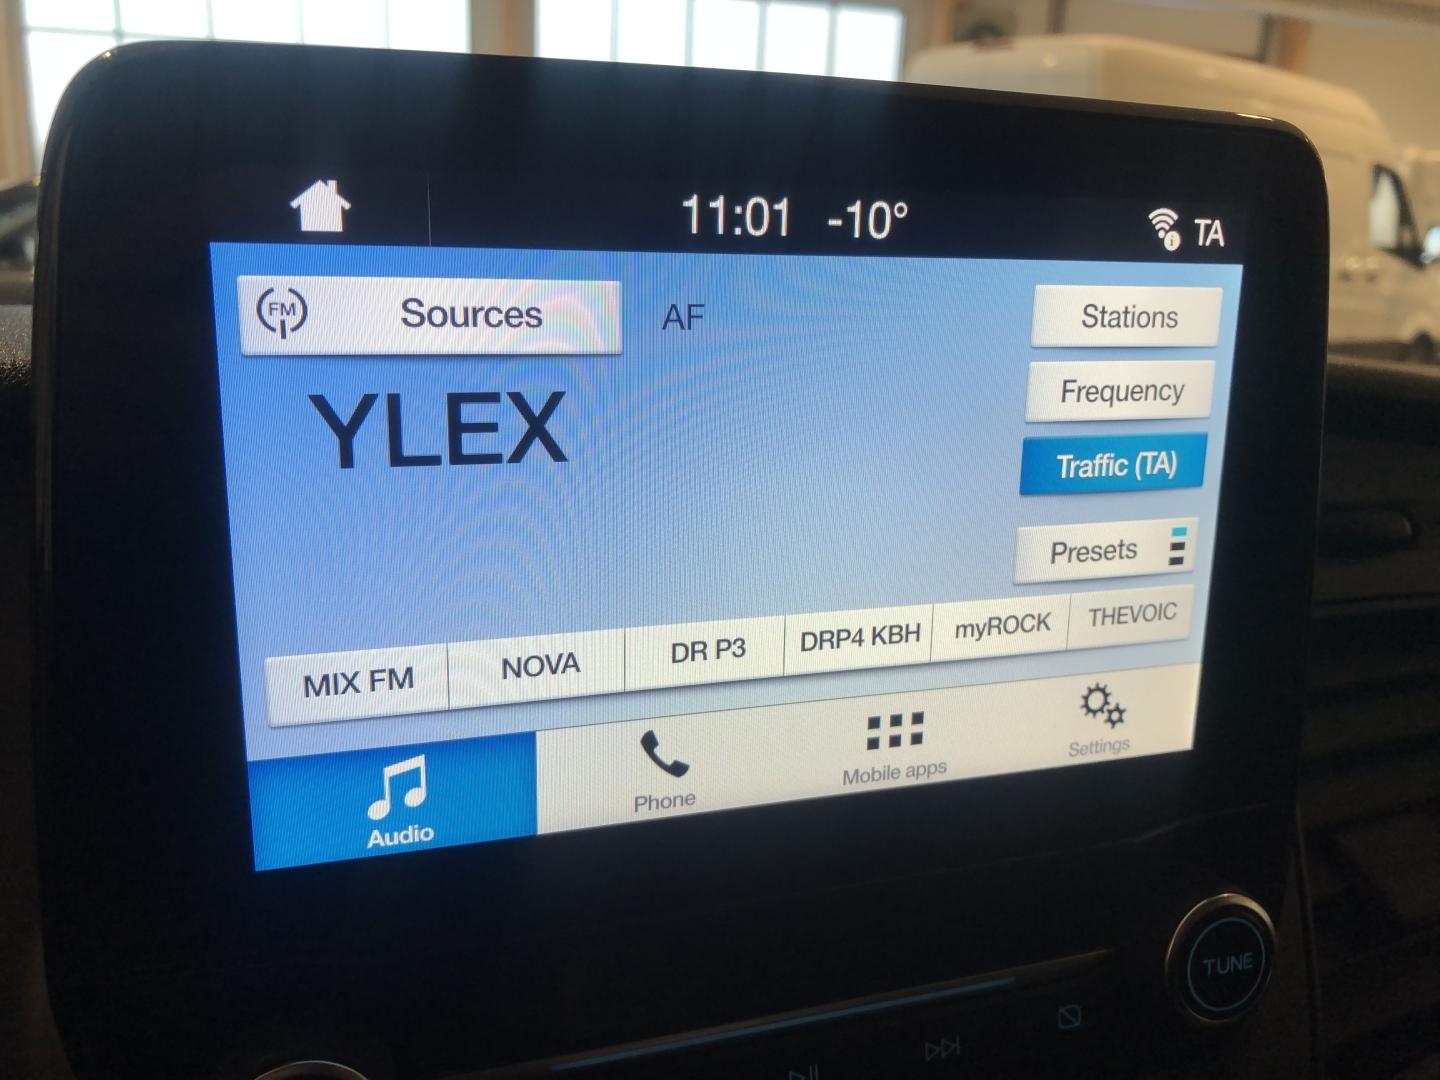 11:01 -10° TA
FM Sources AF Stations
Frequency
YLEX
Traffic (TA)
Presets
MIX FM NOVA DR P3 DRP4 KBH myROCK THEVOIC
Audio Phone Mobile apps Settings
TUNE